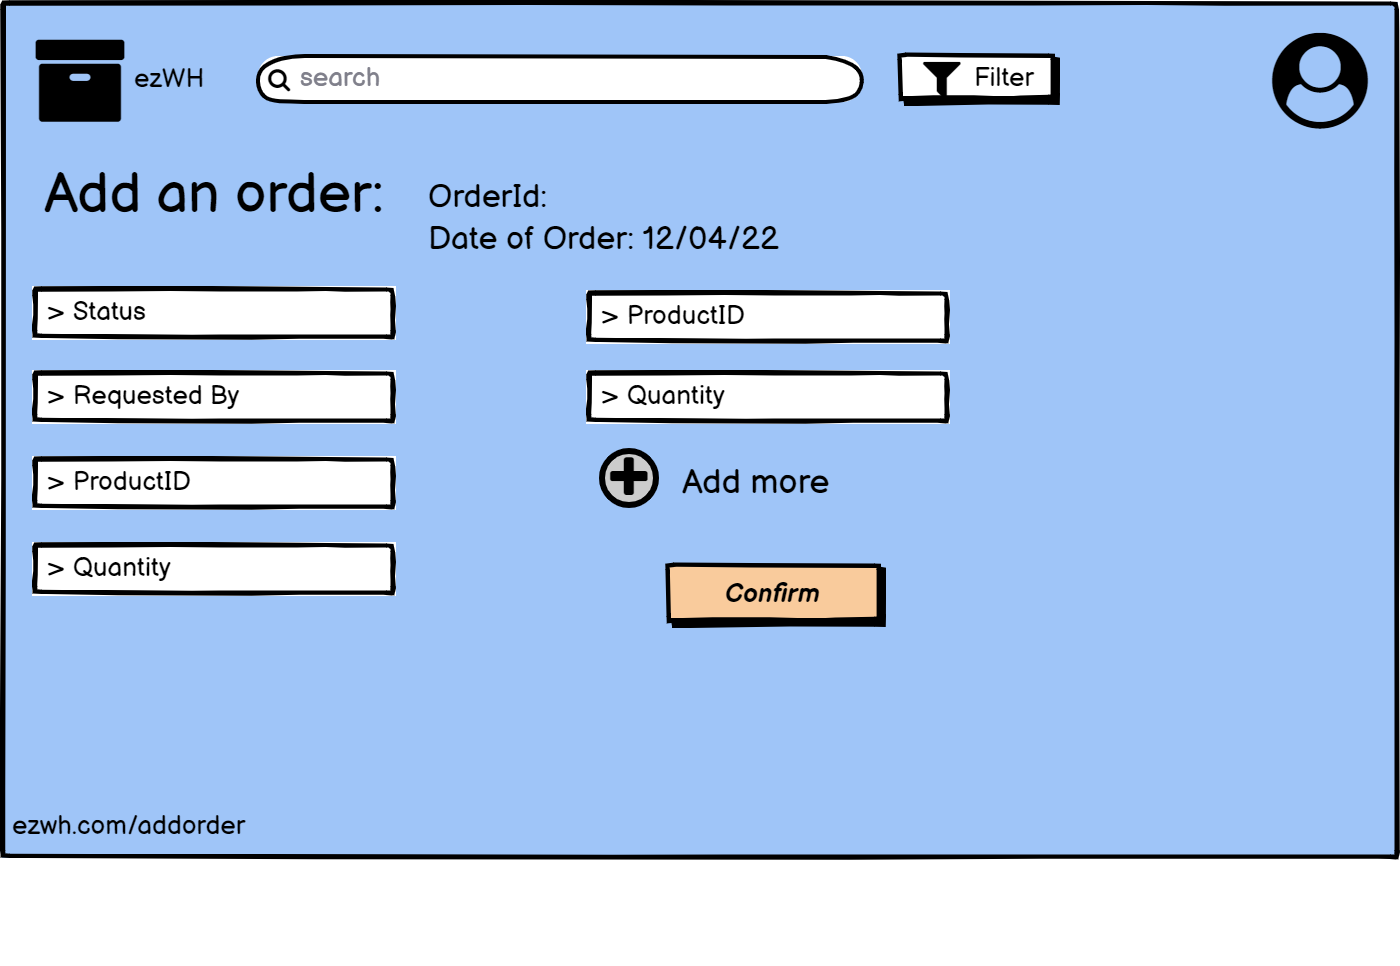 ezWH
search
Filter
Add an order:
OrderId:
Date of Order: 12/04/22
> Status
> Requested By
> ProductID
> Quantity
> ProductID
> Quantity
Add more
Confirm
ezwh.com/addorder